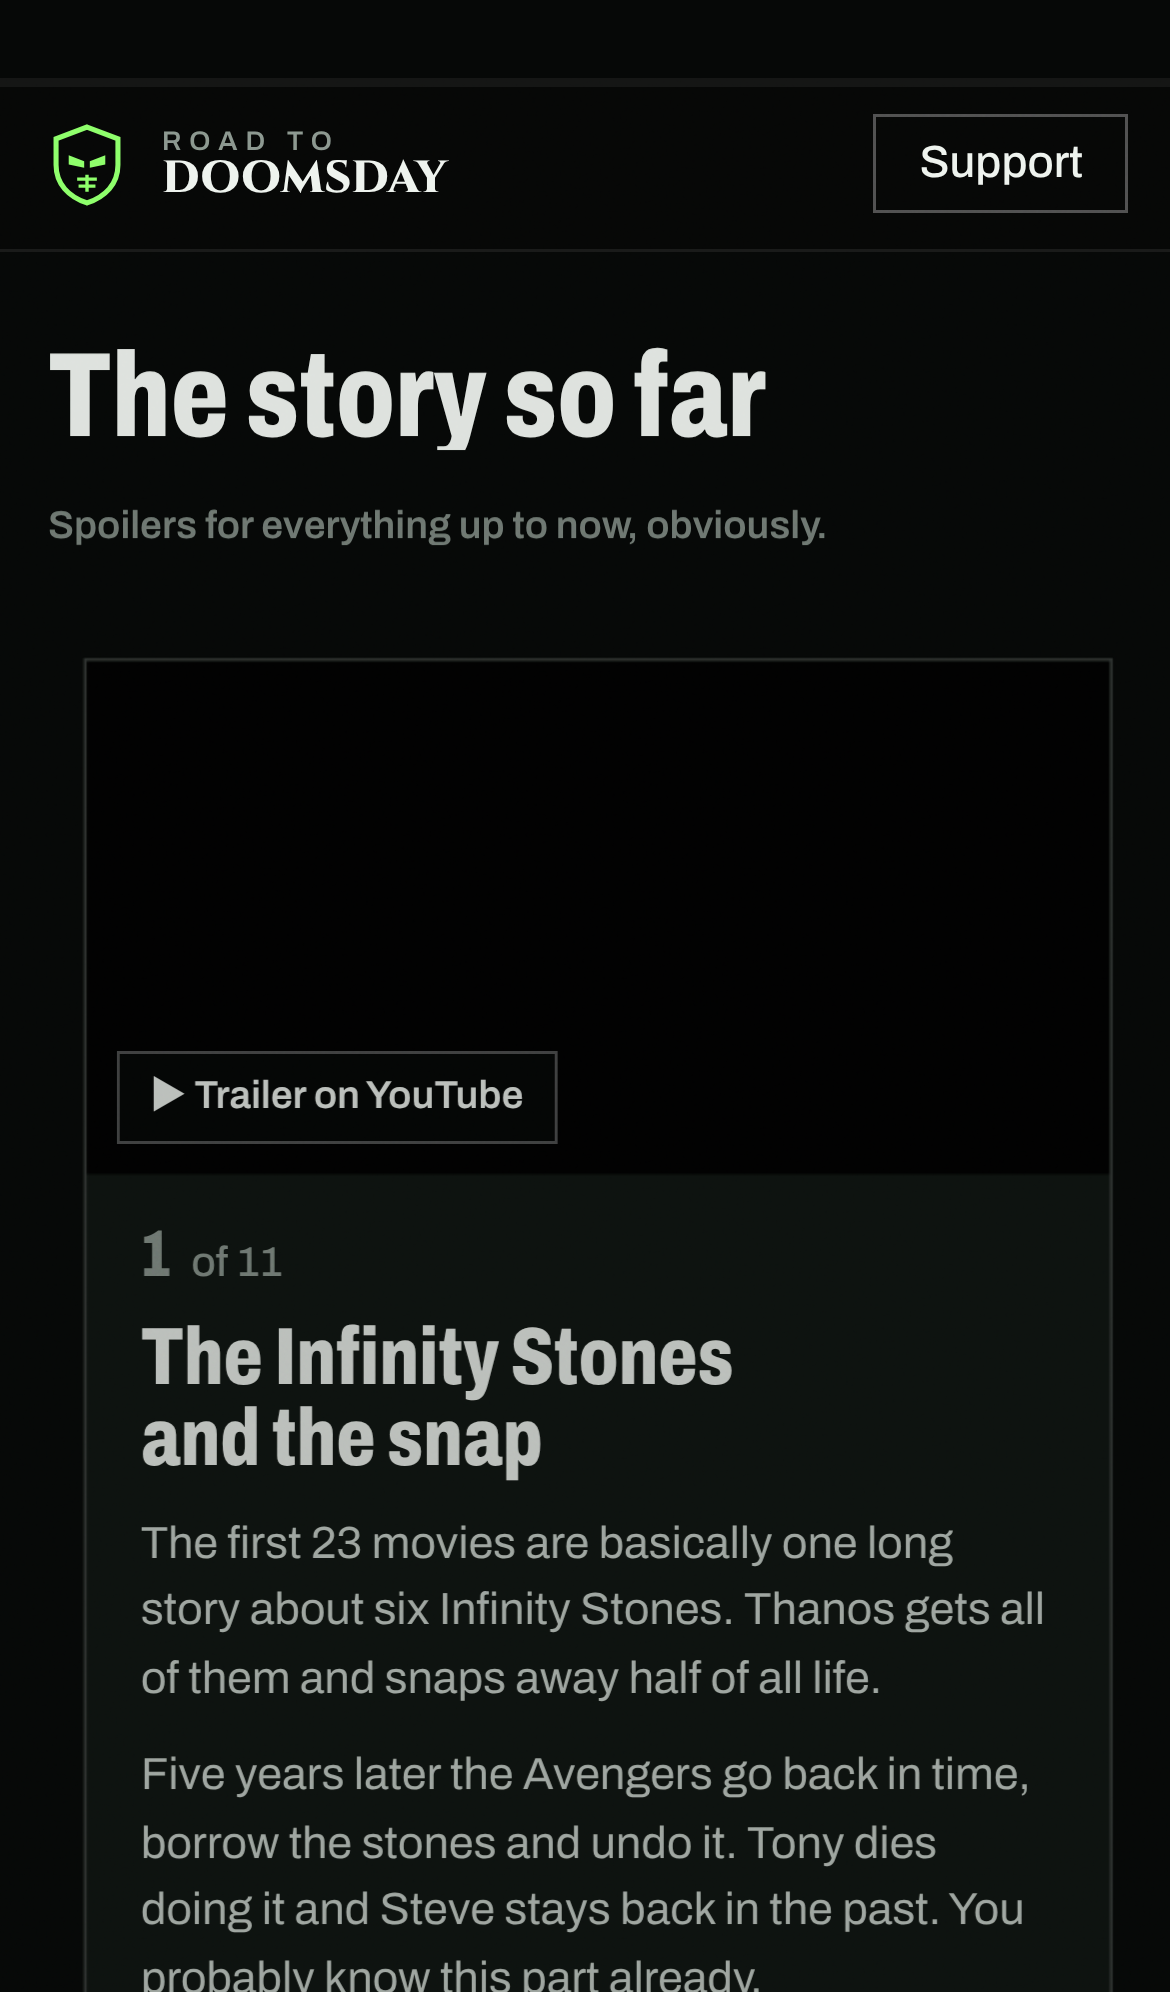 ROAD TO
DOOMSDAY
Support
The story so far
Spoilers for everything up to now, obviously.
Trailer on YouTube
1 of 11
The Infinity Stones
and the snap
The first 23 movies are basically one long
story about six Infinity Stones. Thanos gets all
of them and snaps away half of all life.
Five years later the Avengers go back in time,
borrow the stones and undo it. Tony dies
doing it and Steve stays back in the past. You
probably know this part already.